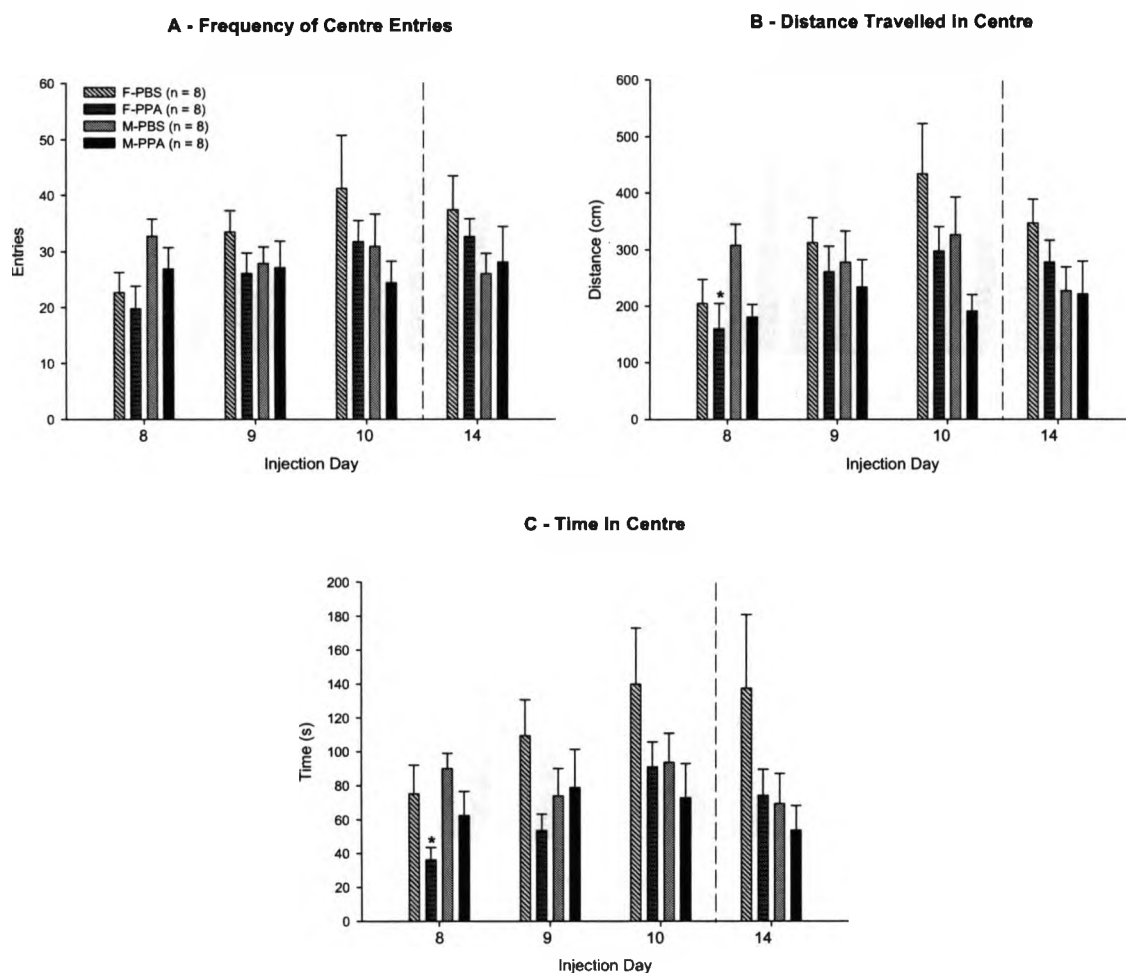 A - Frequency of Centre Entries
60
50
40
30
20
10
0
Entries
F-PBS (n = 8)
F-PPA (n = 8)
M-PBS (n = 8)
M-PPA (n = 8)
8 9 10 14
Injection Day
B - Distance Travelled in Centre
600
500
400
300
200
100
0
Distance (cm)
*
8 9 10 14
Injection Day
C - Time in Centre
200
180
160
140
120
100
80
60
40
20
0
Time (s)
*
8 9 10 14
Injection Day